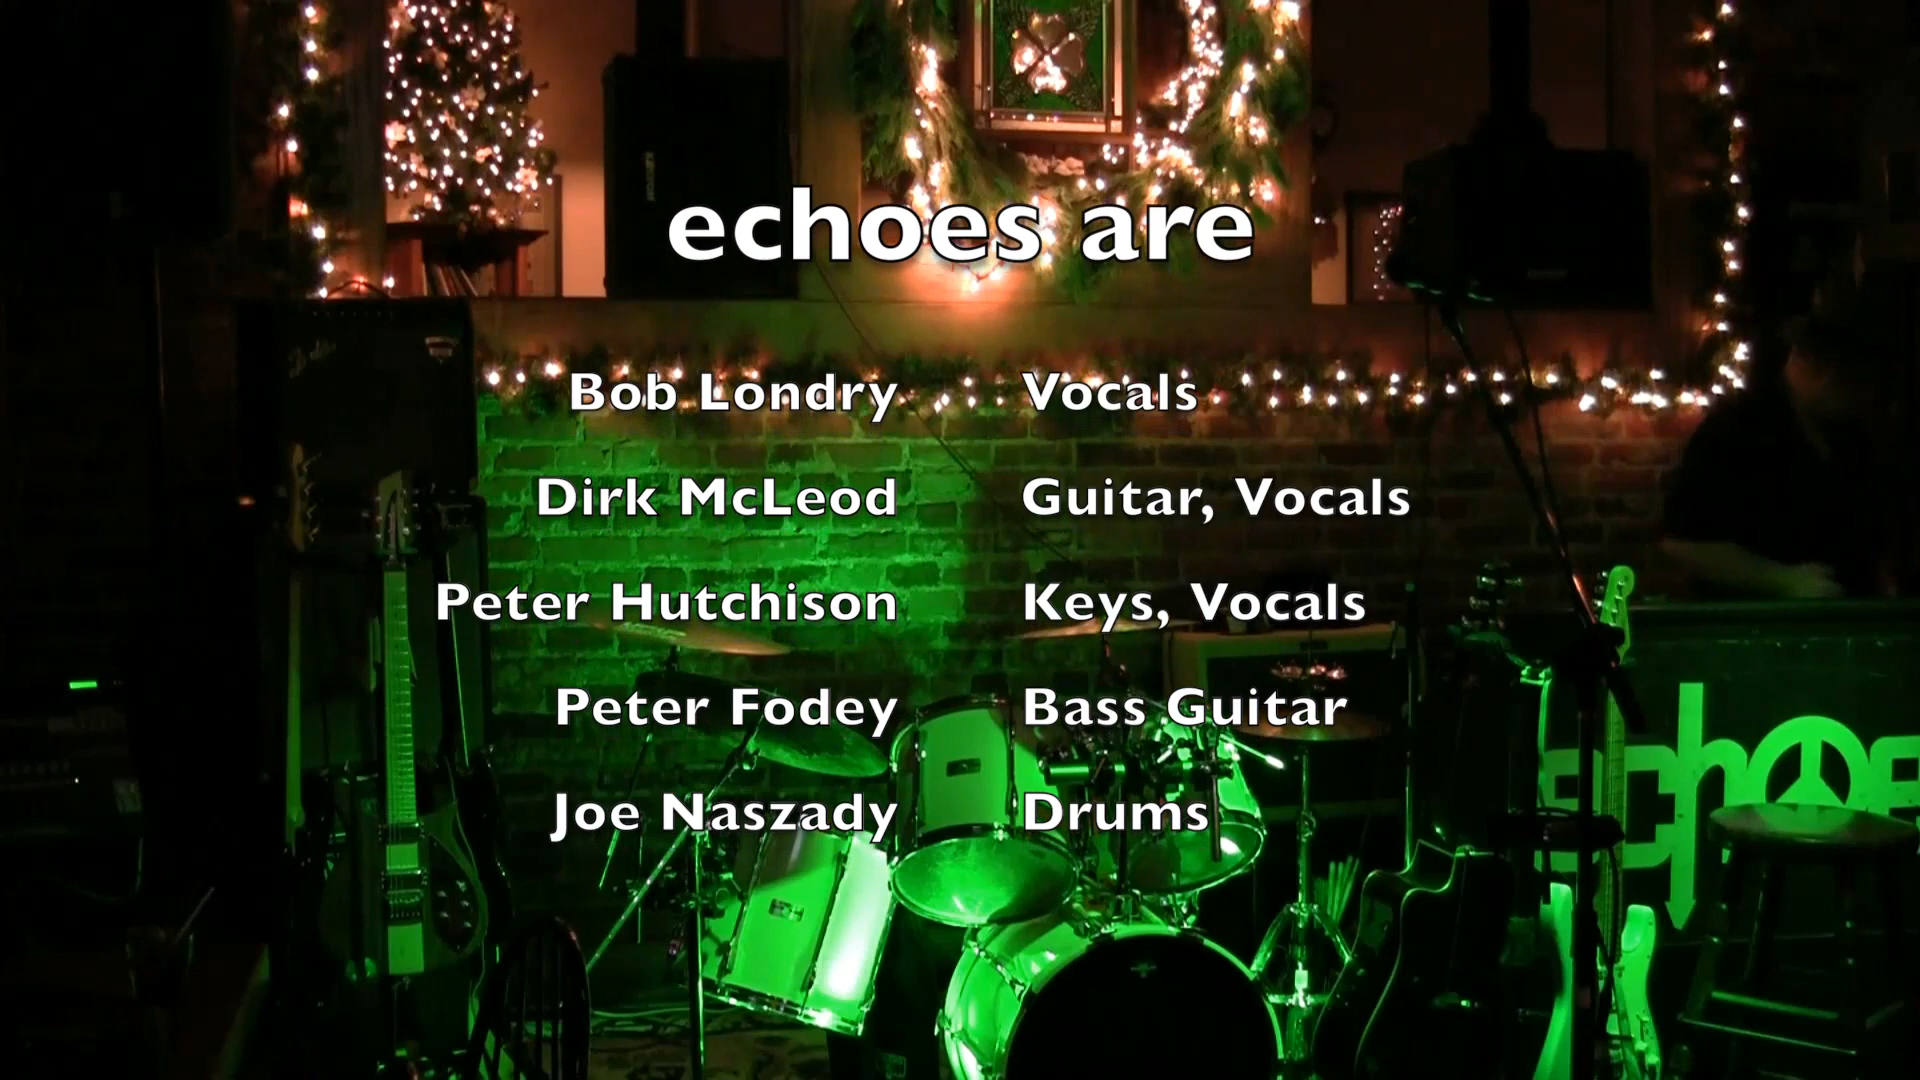 echoes are
Bob Londry Vocals
Dirk McLeod Guitar, Vocals
Peter Hutchison Keys, Vocals
Peter Fodey Bass Guitar
Joe Naszady Drums
echoes